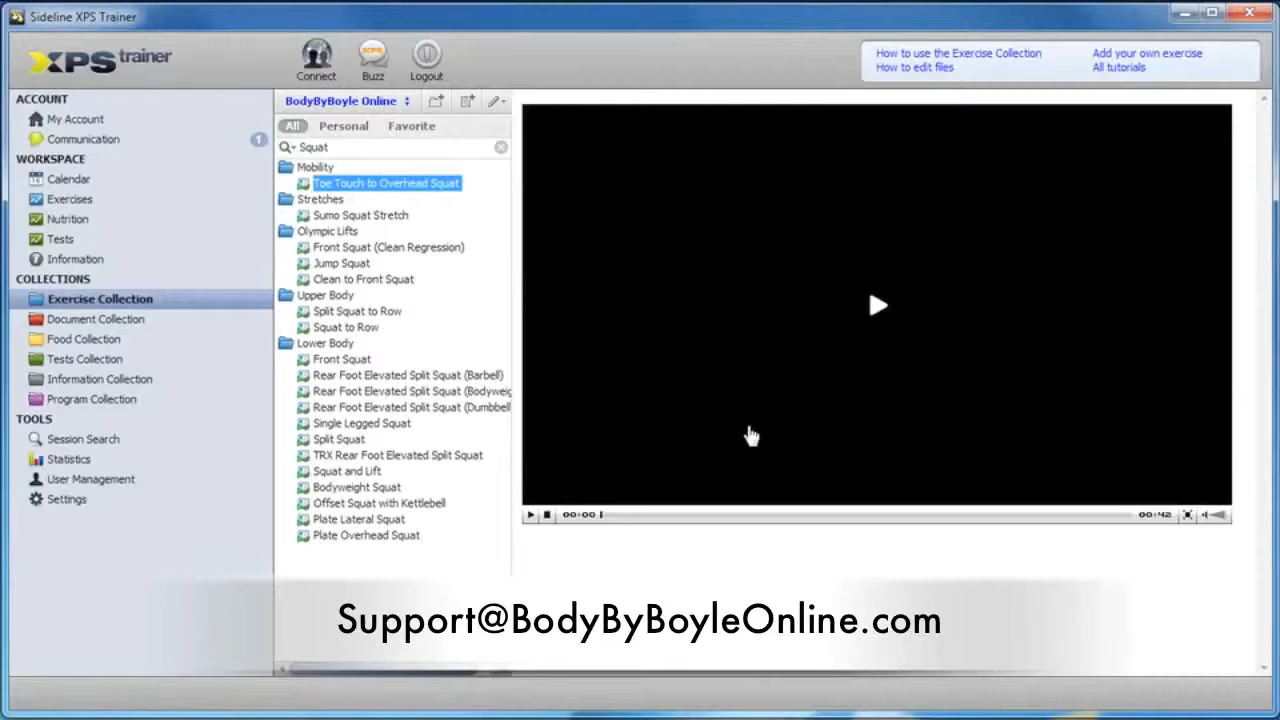 Sideline XPS Trainer
XPS trainer
Connect
Buzz
Logout
How to use the Exercise Collection
Add your own exercise
How to edit files
All tutorials
ACCOUNT
My Account
Communication
1
WORKSPACE
Calendar
Exercises
Nutrition
Tests
Information
COLLECTIONS
Exercise Collection
Document Collection
Food Collection
Tests Collection
Information Collection
Program Collection
TOOLS
Session Search
Statistics
User Management
Settings
BodyByBoyle Online
All
Personal
Favorite
Squat
Mobility
Toe Touch to Overhead Squat
Stretches
Sumo Squat Stretch
Olympic Lifts
Front Squat (Clean Regression)
Jump Squat
Clean to Front Squat
Upper Body
Split Squat to Row
Squat to Row
Lower Body
Front Squat
Rear Foot Elevated Split Squat (Barbell)
Rear Foot Elevated Split Squat (Bodyweig
Rear Foot Elevated Split Squat (Dumbbell
Single Legged Squat
Split Squat
TRX Rear Foot Elevated Split Squat
Squat and Lift
Bodyweight Squat
Offset Squat with Kettlebell
Plate Lateral Squat
Plate Overhead Squat
00:00
00:42
Support@BodyByBoyleOnline.com